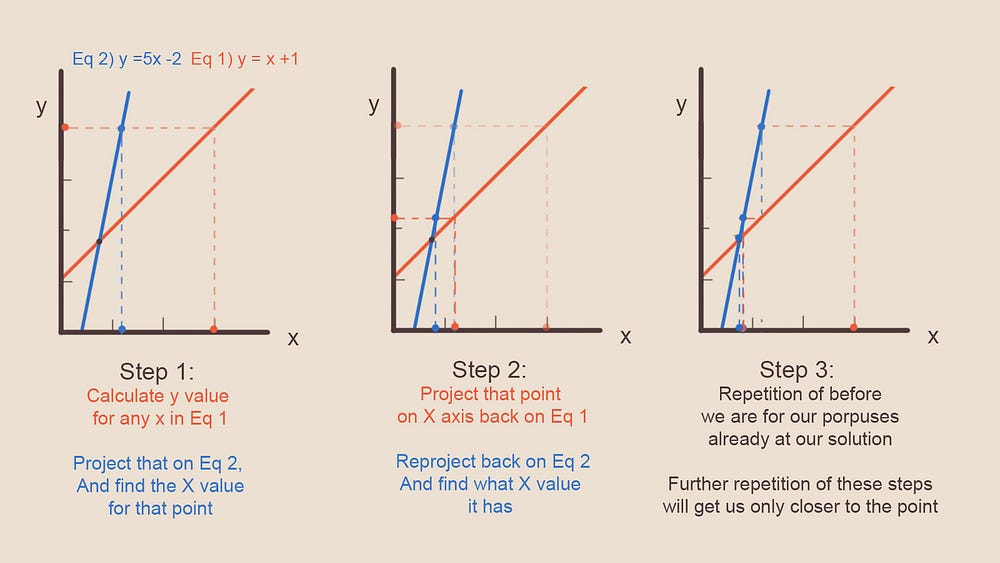 Eq 2) y =5x -2 Eq 1) y = x +1
y
x
Step 1:
Calculate y value
for any x in Eq 1
Project that on Eq 2,
And find the X value
for that point
y
x
Step 2:
Project that point
on X axis back on Eq 1
Reproject back on Eq 2
And find what X value
it has
y
x
Step 3:
Repetition of before
we are for our porpuses
already at our solution
Further repetition of these steps
will get us only closer to the point